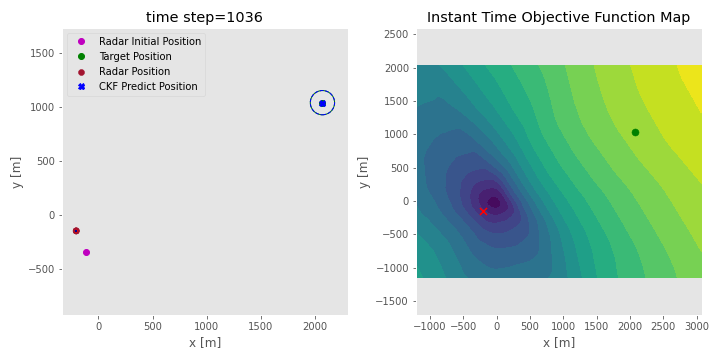 time step=1036
Radar Initial Position
Target Position
Radar Position
CKF Predict Position
1500
1000
500
0
−500
y [m]
0 500 1000 1500 2000
x [m]
Instant Time Objective Function Map
2500
2000
1500
1000
500
0
−500
−1000
−1500
y [m]
−1000 −500 0 500 1000 1500 2000 2500 3000
x [m]